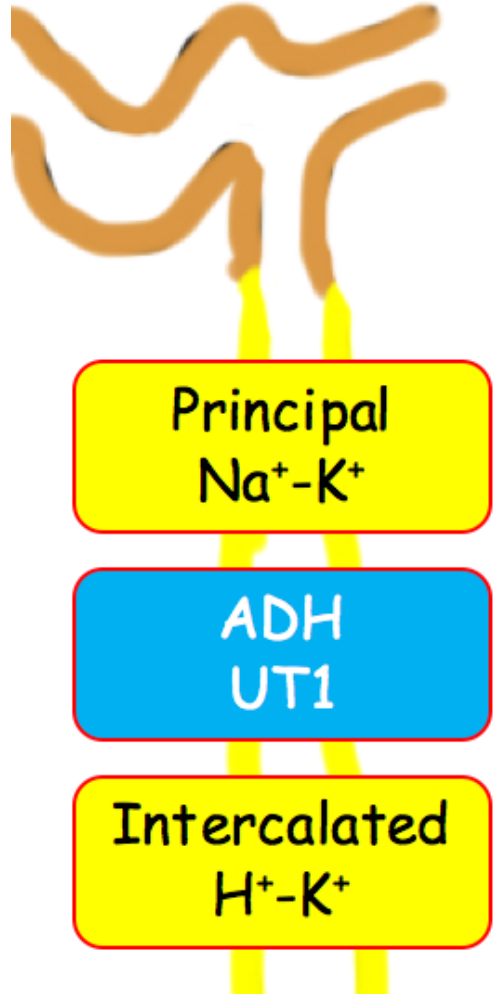 Principal
Na⁺-K⁺
ADH
UT1
Intercalated
H⁺-K⁺